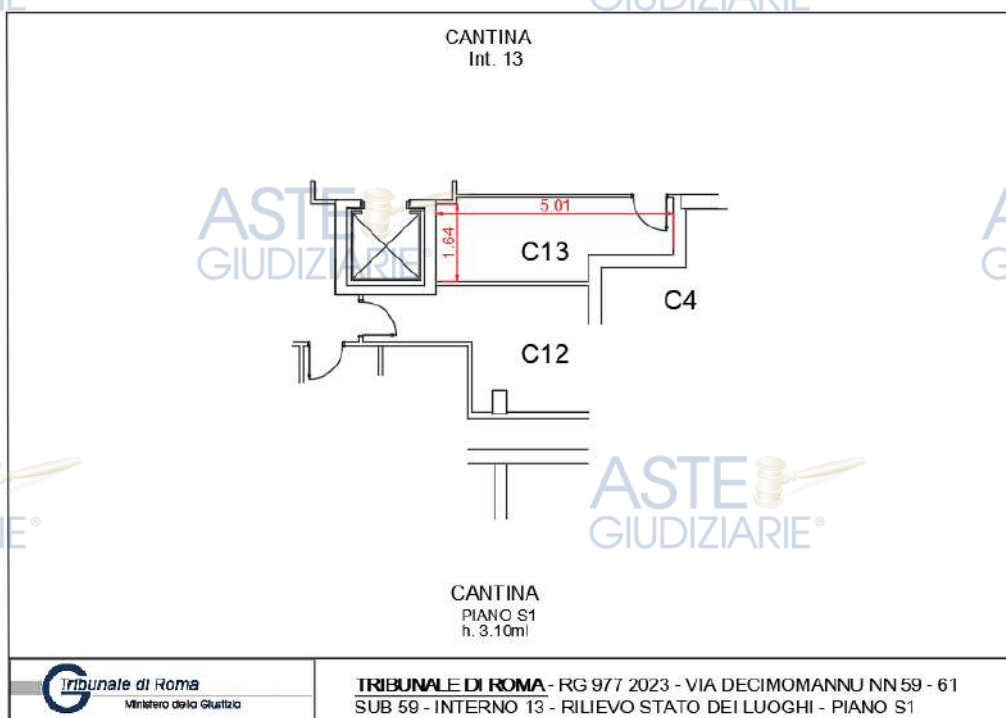 GIUDIZIARIE®
CANTINA
Int. 13
ASTE
GIUDIZIARIE®
5.01
1.64
C13
C4
C12
ASTE
GIUDIZIARIE®
CANTINA
PIANO S1
h. 3.10ml
Tribunale di Roma
Ministero della Giustizia
TRIBUNALE DI ROMA - RG 977 2023 - VIA DECIMOMANNU NN 59 - 61
SUB 59 - INTERNO 13 - RILIEVO STATO DEI LUOGHI - PIANO S1